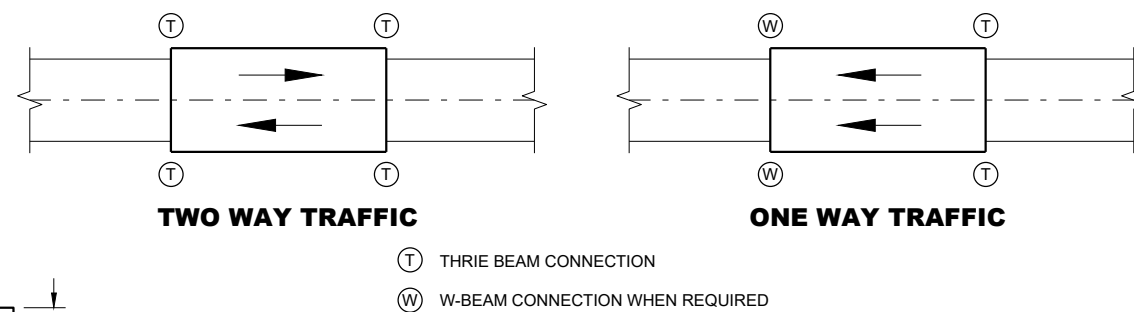 T T W T
T T W T
TWO WAY TRAFFIC ONE WAY TRAFFIC
T THRIE BEAM CONNECTION
W W-BEAM CONNECTION WHEN REQUIRED